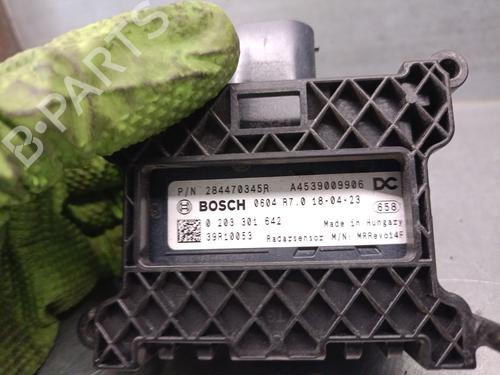 B-PARTS
P/N 284470345R A4539009906 DC
BOSCH 0604 R7.0 18-04-23
0 203 301 642 Made in Hungary 658
39R10053 Radarsensor M/N: MRRevo14F